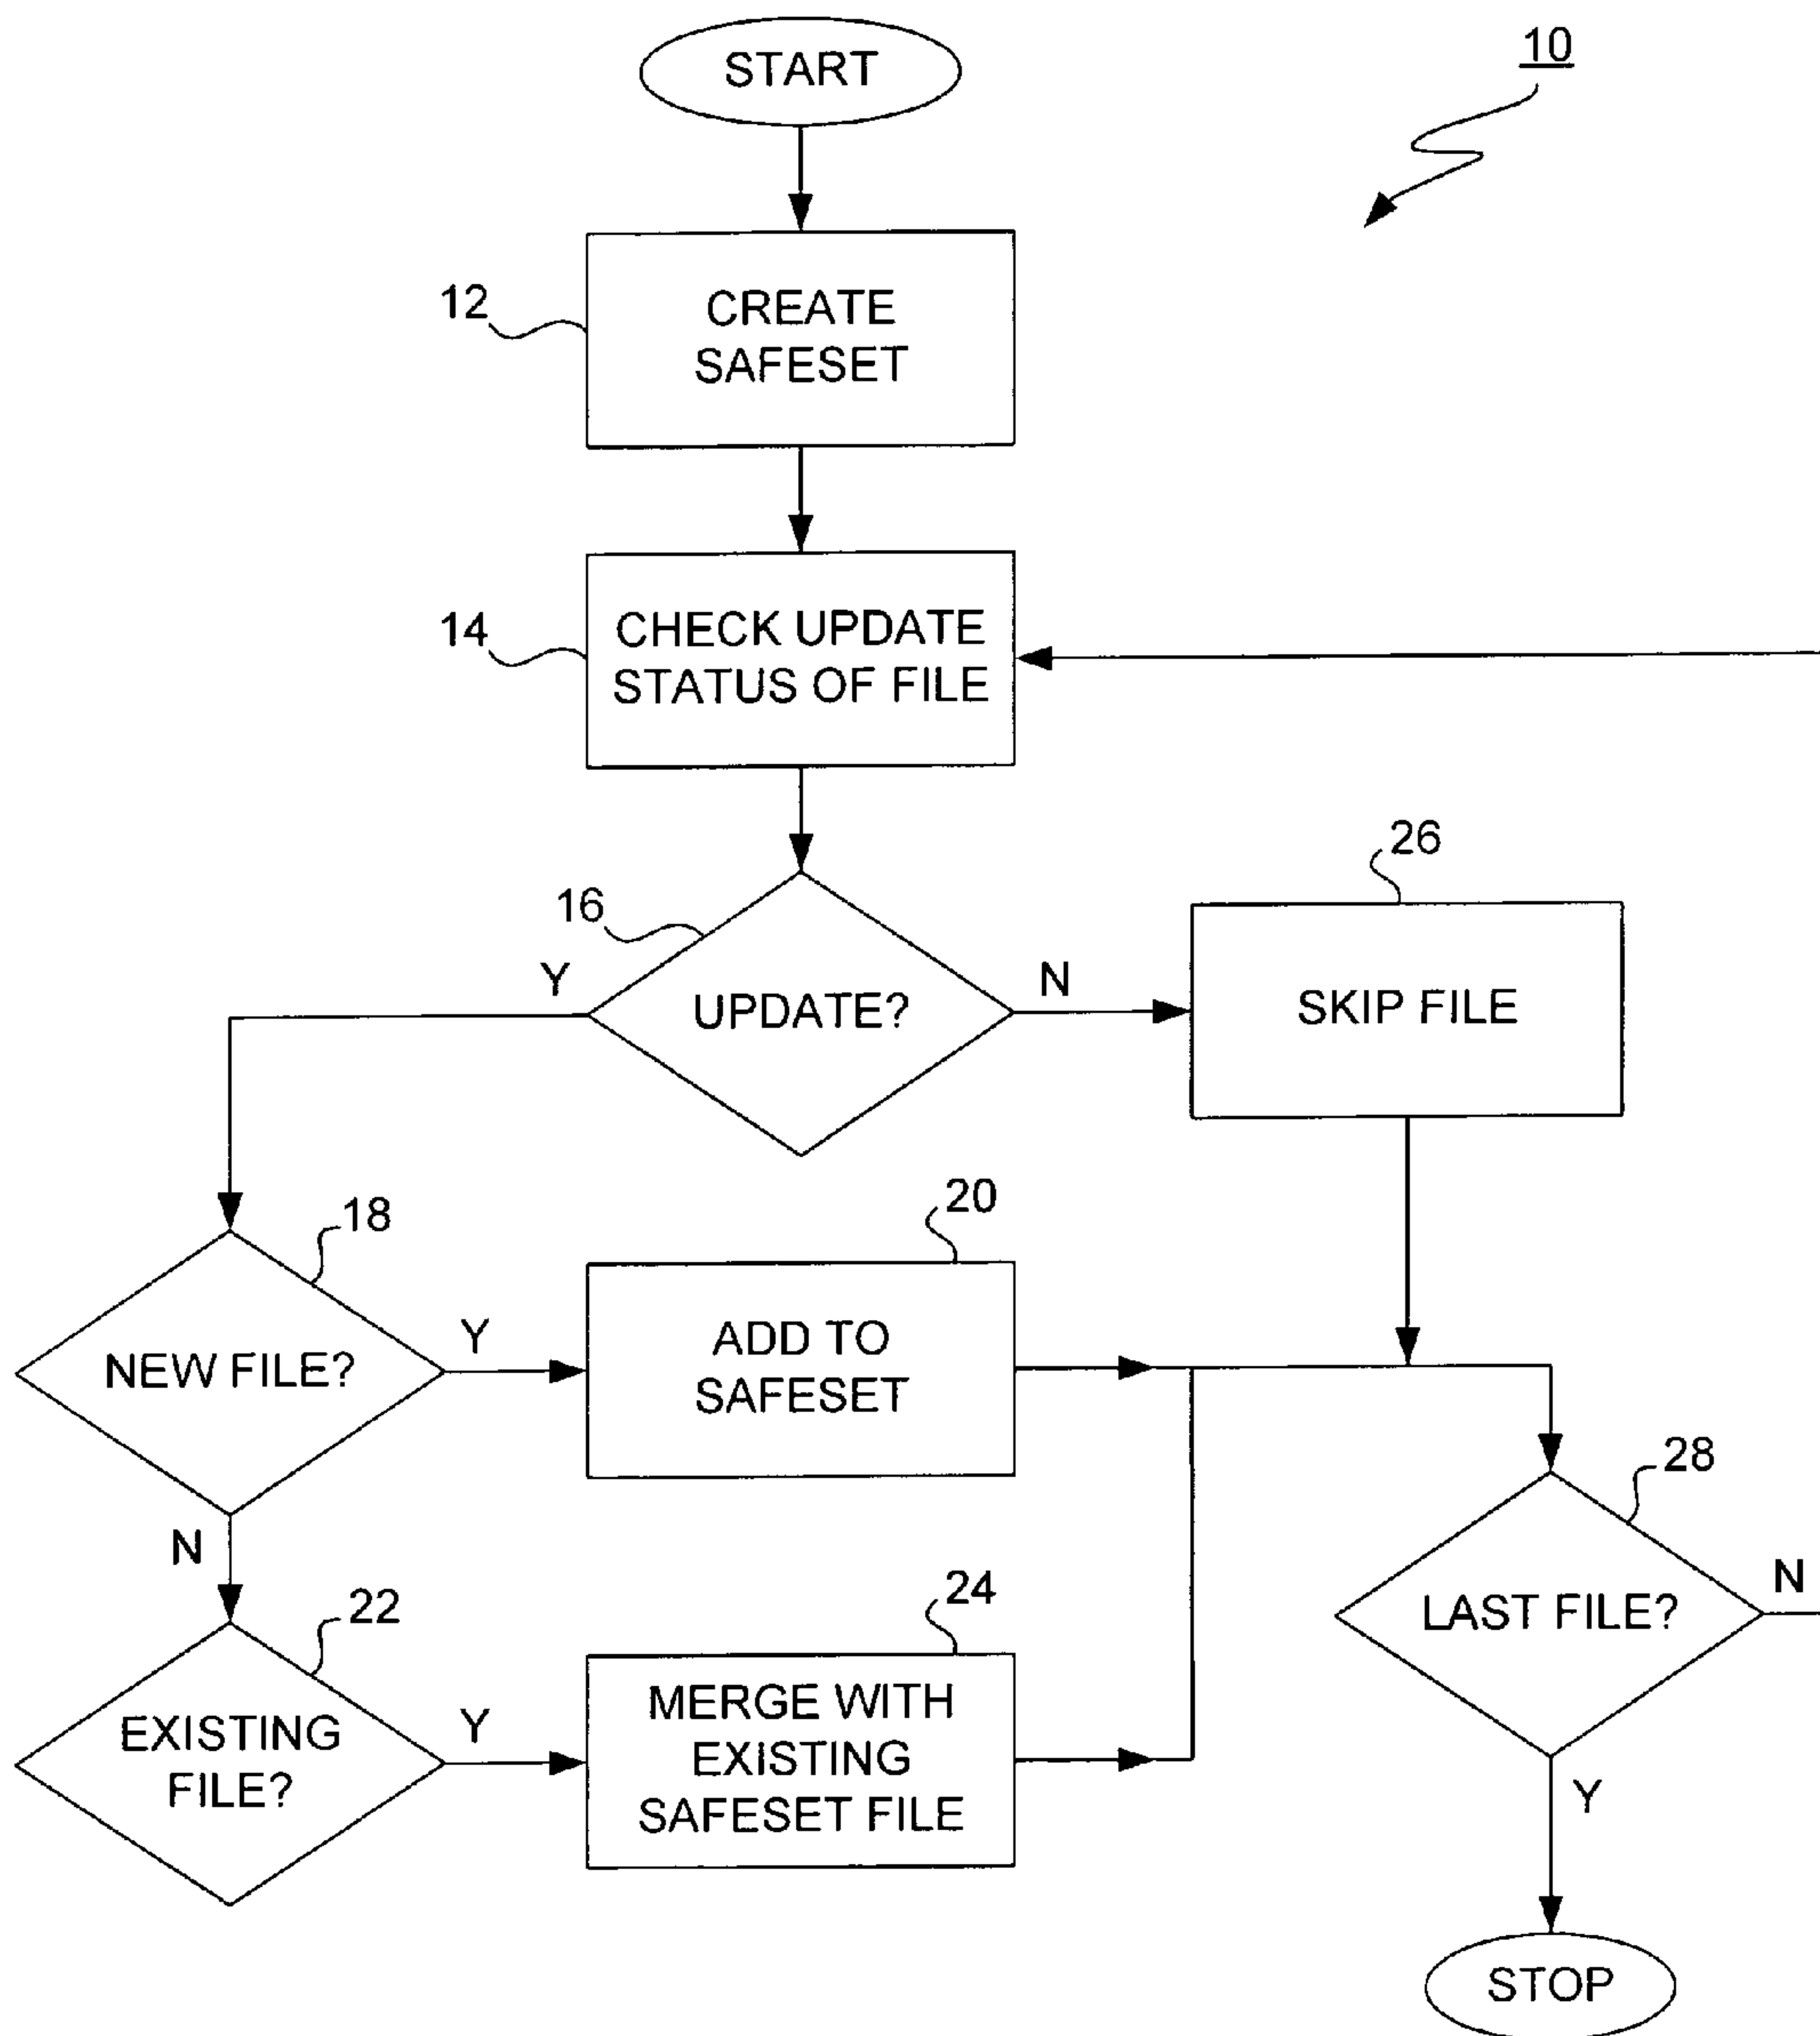 START
10
12
CREATE
SAFESET
14
CHECK UPDATE
STATUS OF FILE
16
Y
UPDATE?
N
26
SKIP FILE
18
NEW FILE?
Y
N
20
ADD TO
SAFESET
22
EXISTING
FILE?
Y
24
MERGE WITH
EXISTING
SAFESET FILE
28
LAST FILE?
N
Y
STOP